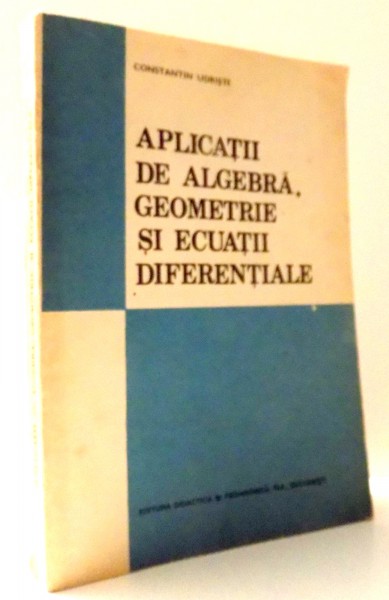 CONSTANTIN UDRIȘTE
APLICAȚII
DE ALGEBRĂ,
GEOMETRIE
ȘI ECUAȚII
DIFERENȚIALE
EDITURA DIDACTICĂ ȘI PEDAGOGICĂ, R.A., BUCUREȘTI